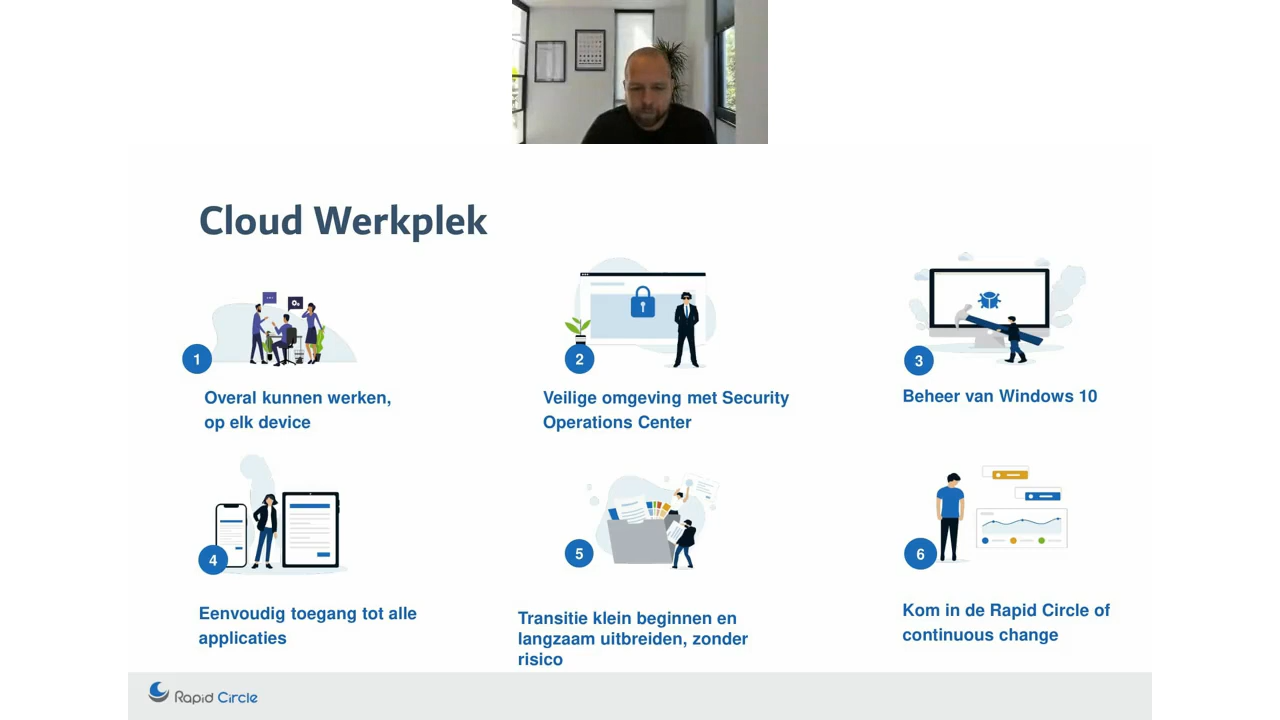 Cloud Werkplek
1
Overal kunnen werken,
op elk device
2
Veilige omgeving met Security
Operations Center
3
Beheer van Windows 10
4
Eenvoudig toegang tot alle
applicaties
5
Transitie klein beginnen en
langzaam uitbreiden, zonder
risico
6
Kom in de Rapid Circle of
continuous change
Rapid Circle